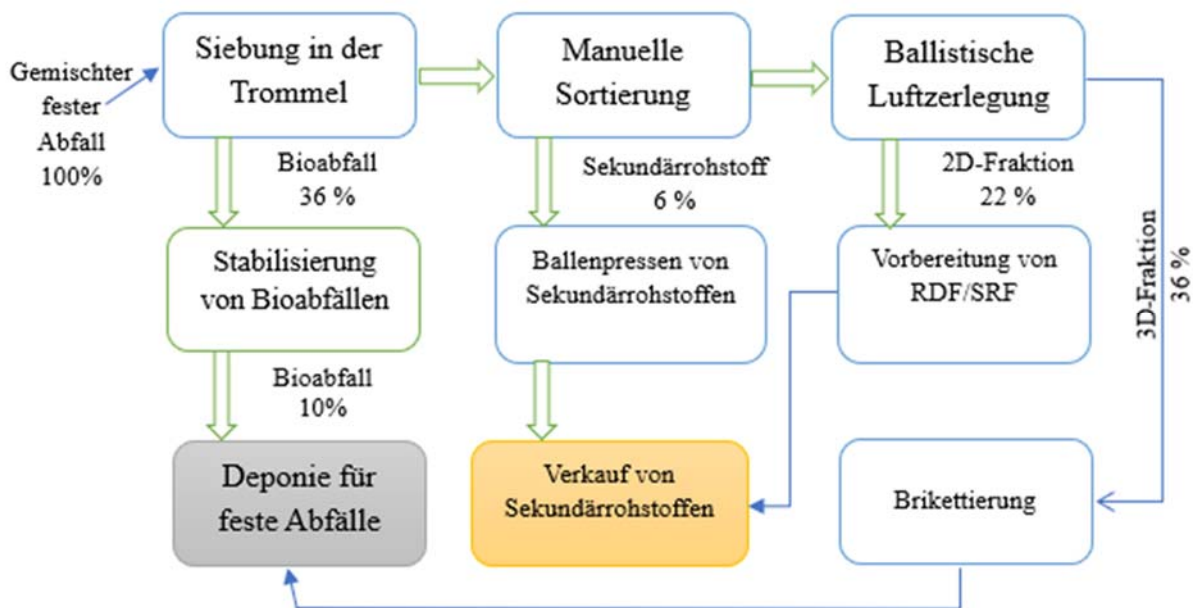 Gemischter
fester
Abfall
100%
Siebung in der
Trommel
Manuelle
Sortierung
Ballistische
Luftzerlegung
Bioabfall
36 %
Sekundärrohstoff
6 %
2D-Fraktion
22 %
3D-Fraktion
36 %
Stabilisierung
von Bioabfällen
Ballenpressen von
Sekundärrohstoffen
Vorbereitung von
RDF/SRF
Bioabfall
10%
Deponie für
feste Abfälle
Verkauf von
Sekundärrohstoffen
Brikettierung